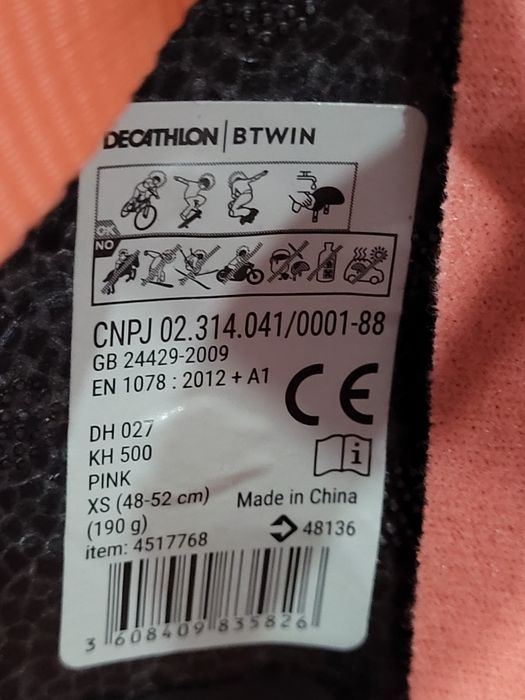 DECATHLON | BTWIN
OK
NO
CNPJ 02.314.041/0001-88
GB 24429-2009
EN 1078 : 2012 + A1
CE
DH 027
KH 500
PINK
XS (48-52 cm)
(190 g)
item: 4517768
i
Made in China
48136
3 608409 835826